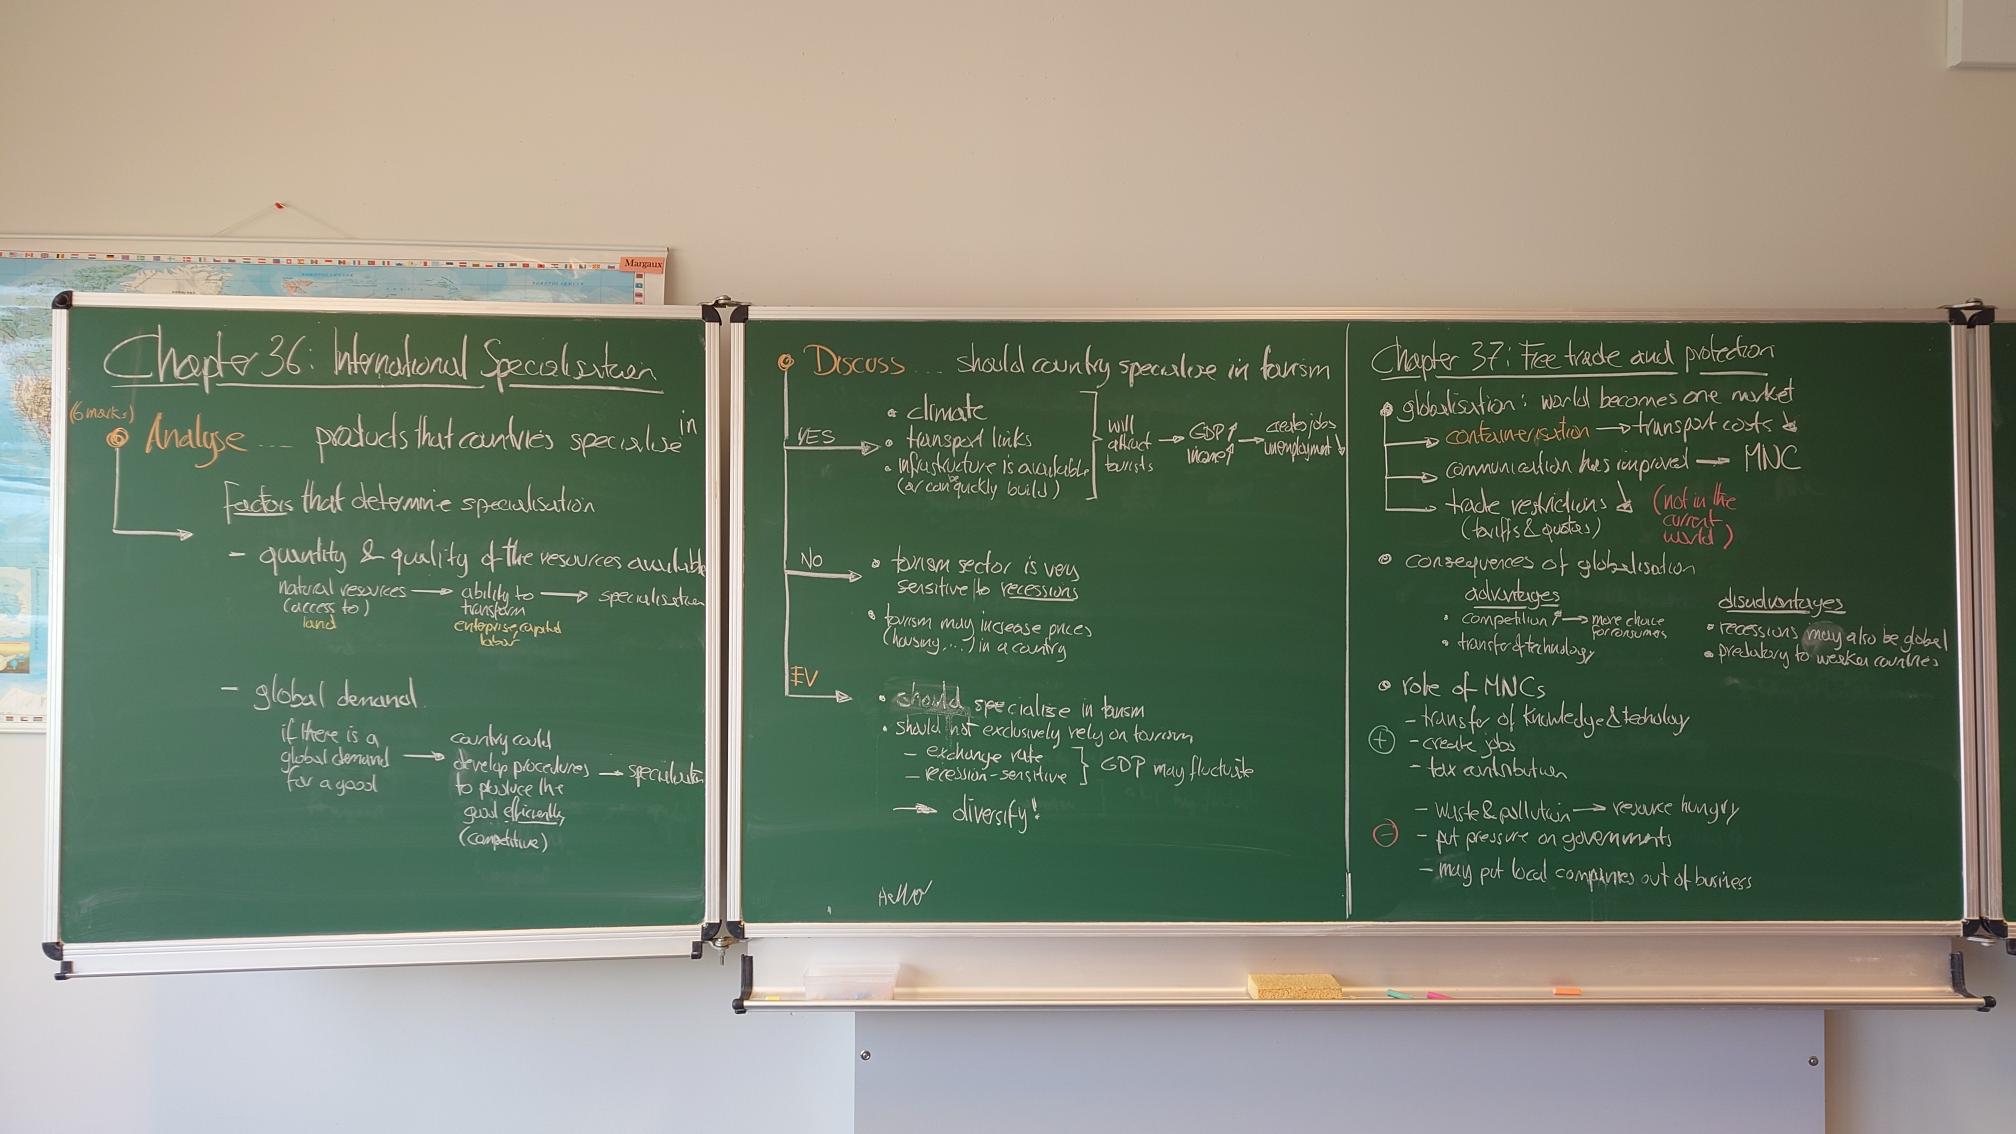 Margaux
Chapter 36: International Specialisation
(6 marks)
Analyse .... products that countries specialise in
Factors that determine specialisation
- quantity & quality of the resources available
natural resources → ability to → specialisation
(access to) transform
land enterprise, capital
labor
- global demand
if there is a
global demand
for a good
→
country could
develop procedures
to produce the
good efficiently
(competitive)
→ specialisation
Discuss .... should country specialise in tourism
YES
• climate
• transport links
• infrastructure is available
(or can be quickly build)
will
attract
tourists
→ GDP↑
income↑
→ creates jobs
unemployment ↓
NO
• tourism sector is very
sensitive to recessions
• tourism may increase prices
(housing, ...) in a country
EV
• should specialise in tourism
• should not exclusively rely on tourism
- exchange rate
- recession-sensitive
} GDP may fluctuate
→ diversify!
Hello
Chapter 37: Free trade and protection
• globalisation: world becomes one market
→ containerisation → transport costs ↘
→ communication has improved → MNC
trade restrictions ↘ (not in the
(tariffs & quotas) current
world)
• consequences of globalisation
advantages
• competition↑ → more choice
for consumers
• transfer of technology
disadvantages
• recessions may also be global
• predatory to weaker countries
• role of MNCs
- transfer of knowledge & technology
+ - create jobs
- tax contribution
- waste & pollution → resource hungry
- - put pressure on governments
- may put local companies out of business